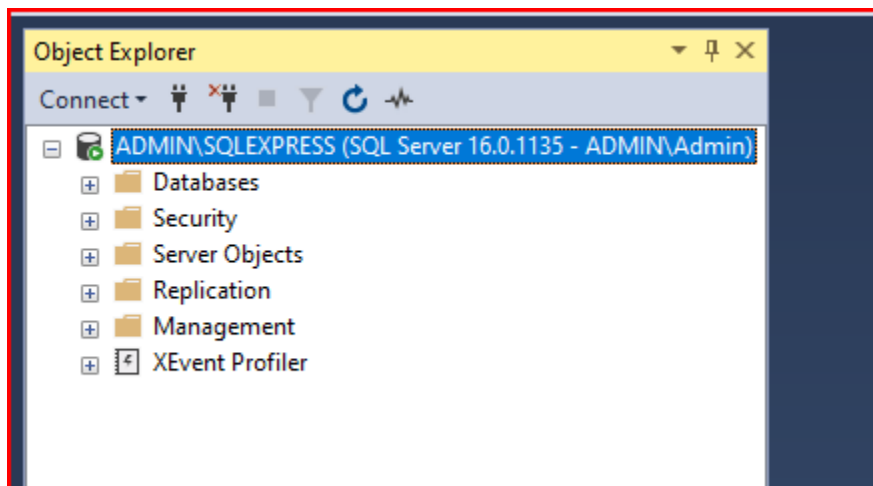 Object Explorer
Connect
ADMIN\SQLEXPRESS (SQL Server 16.0.1135 - ADMIN\Admin)
Databases
Security
Server Objects
Replication
Management
XEvent Profiler